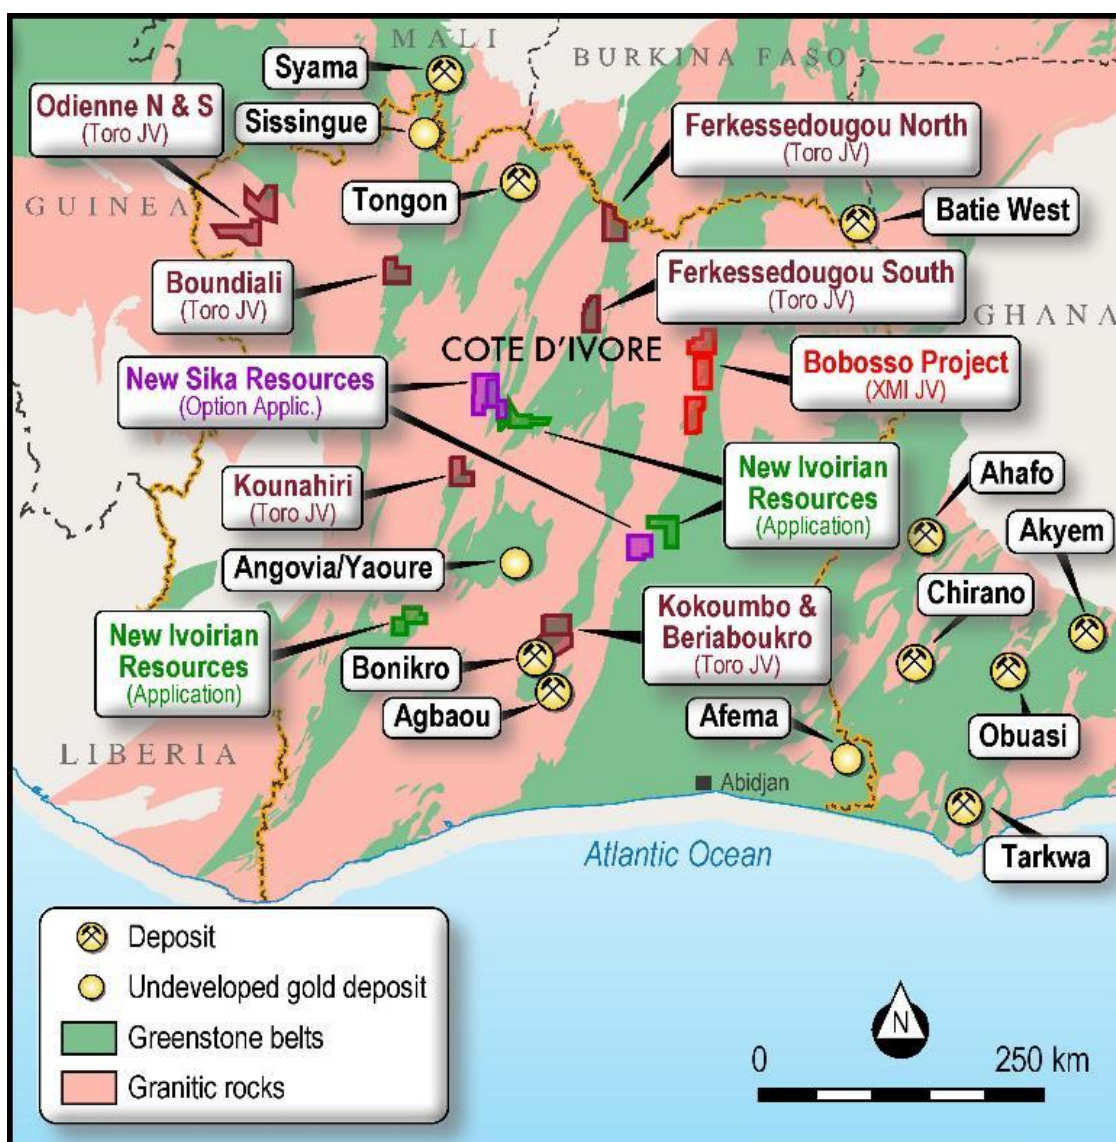 MALI
BURKINA FASO
Syama
Odienne N & S
(Toro JV)
Sissingue
Ferkessedougou North
(Toro JV)
GUINEA
Tongon
Batie West
Boundiali
(Toro JV)
Ferkessedougou South
(Toro JV)
GHANA
COTE D'IVORE
New Sika Resources
(Option Applic.)
Bobosso Project
(XMI JV)
Kounahiri
(Toro JV)
New Ivoirian
Resources
(Application)
Ahafo
Akyem
Angovia/Yaoure
Chirano
New Ivoirian
Resources
(Application)
Kokoumbo &
Beriaboukro
(Toro JV)
Bonikro
Agbaou
Afema
Obuasi
LIBERIA
Abidjan
Atlantic Ocean
Tarkwa
Deposit
Undeveloped gold deposit
Greenstone belts
Granitic rocks
N
0 250 km